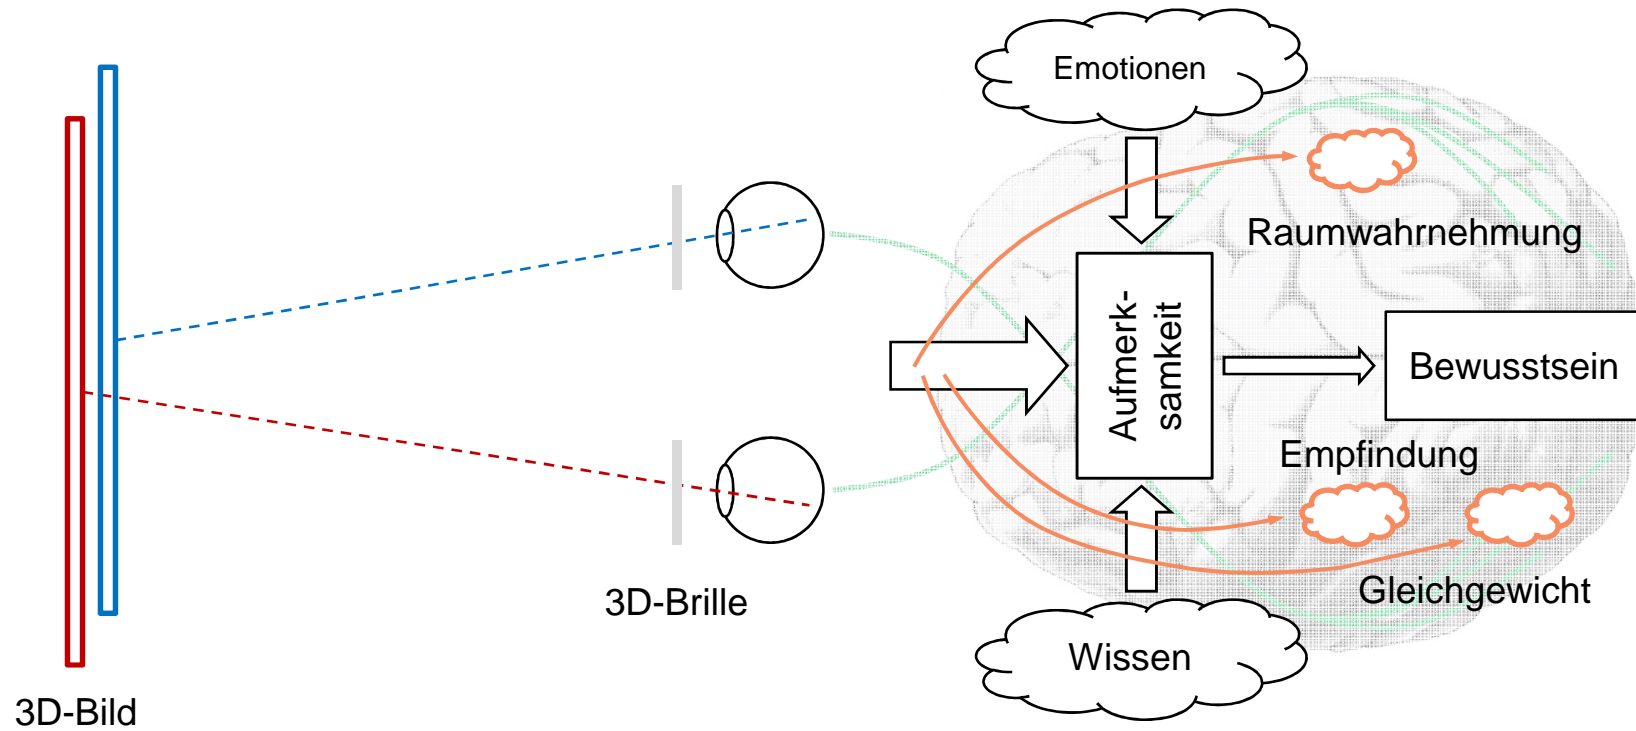 Emotionen
Raumwahrnehmung
Aufmerk-
samkeit
Bewusstsein
Empfindung
Gleichgewicht
3D-Brille
Wissen
3D-Bild